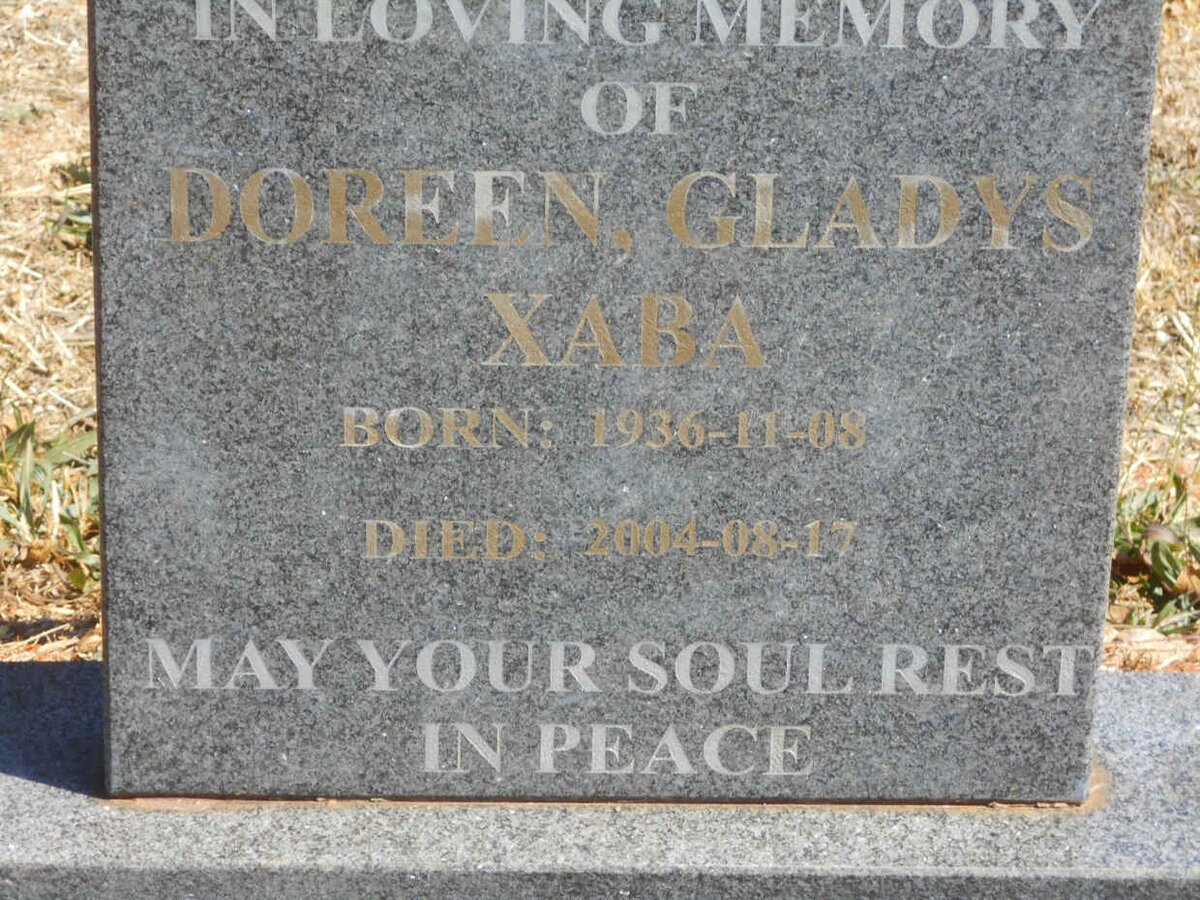 IN LOVING MEMORY
OF
DOREEN, GLADYS
XABA
BORN: 1936-11-08
DIED: 2004-08-17
MAY YOUR SOUL REST
IN PEACE